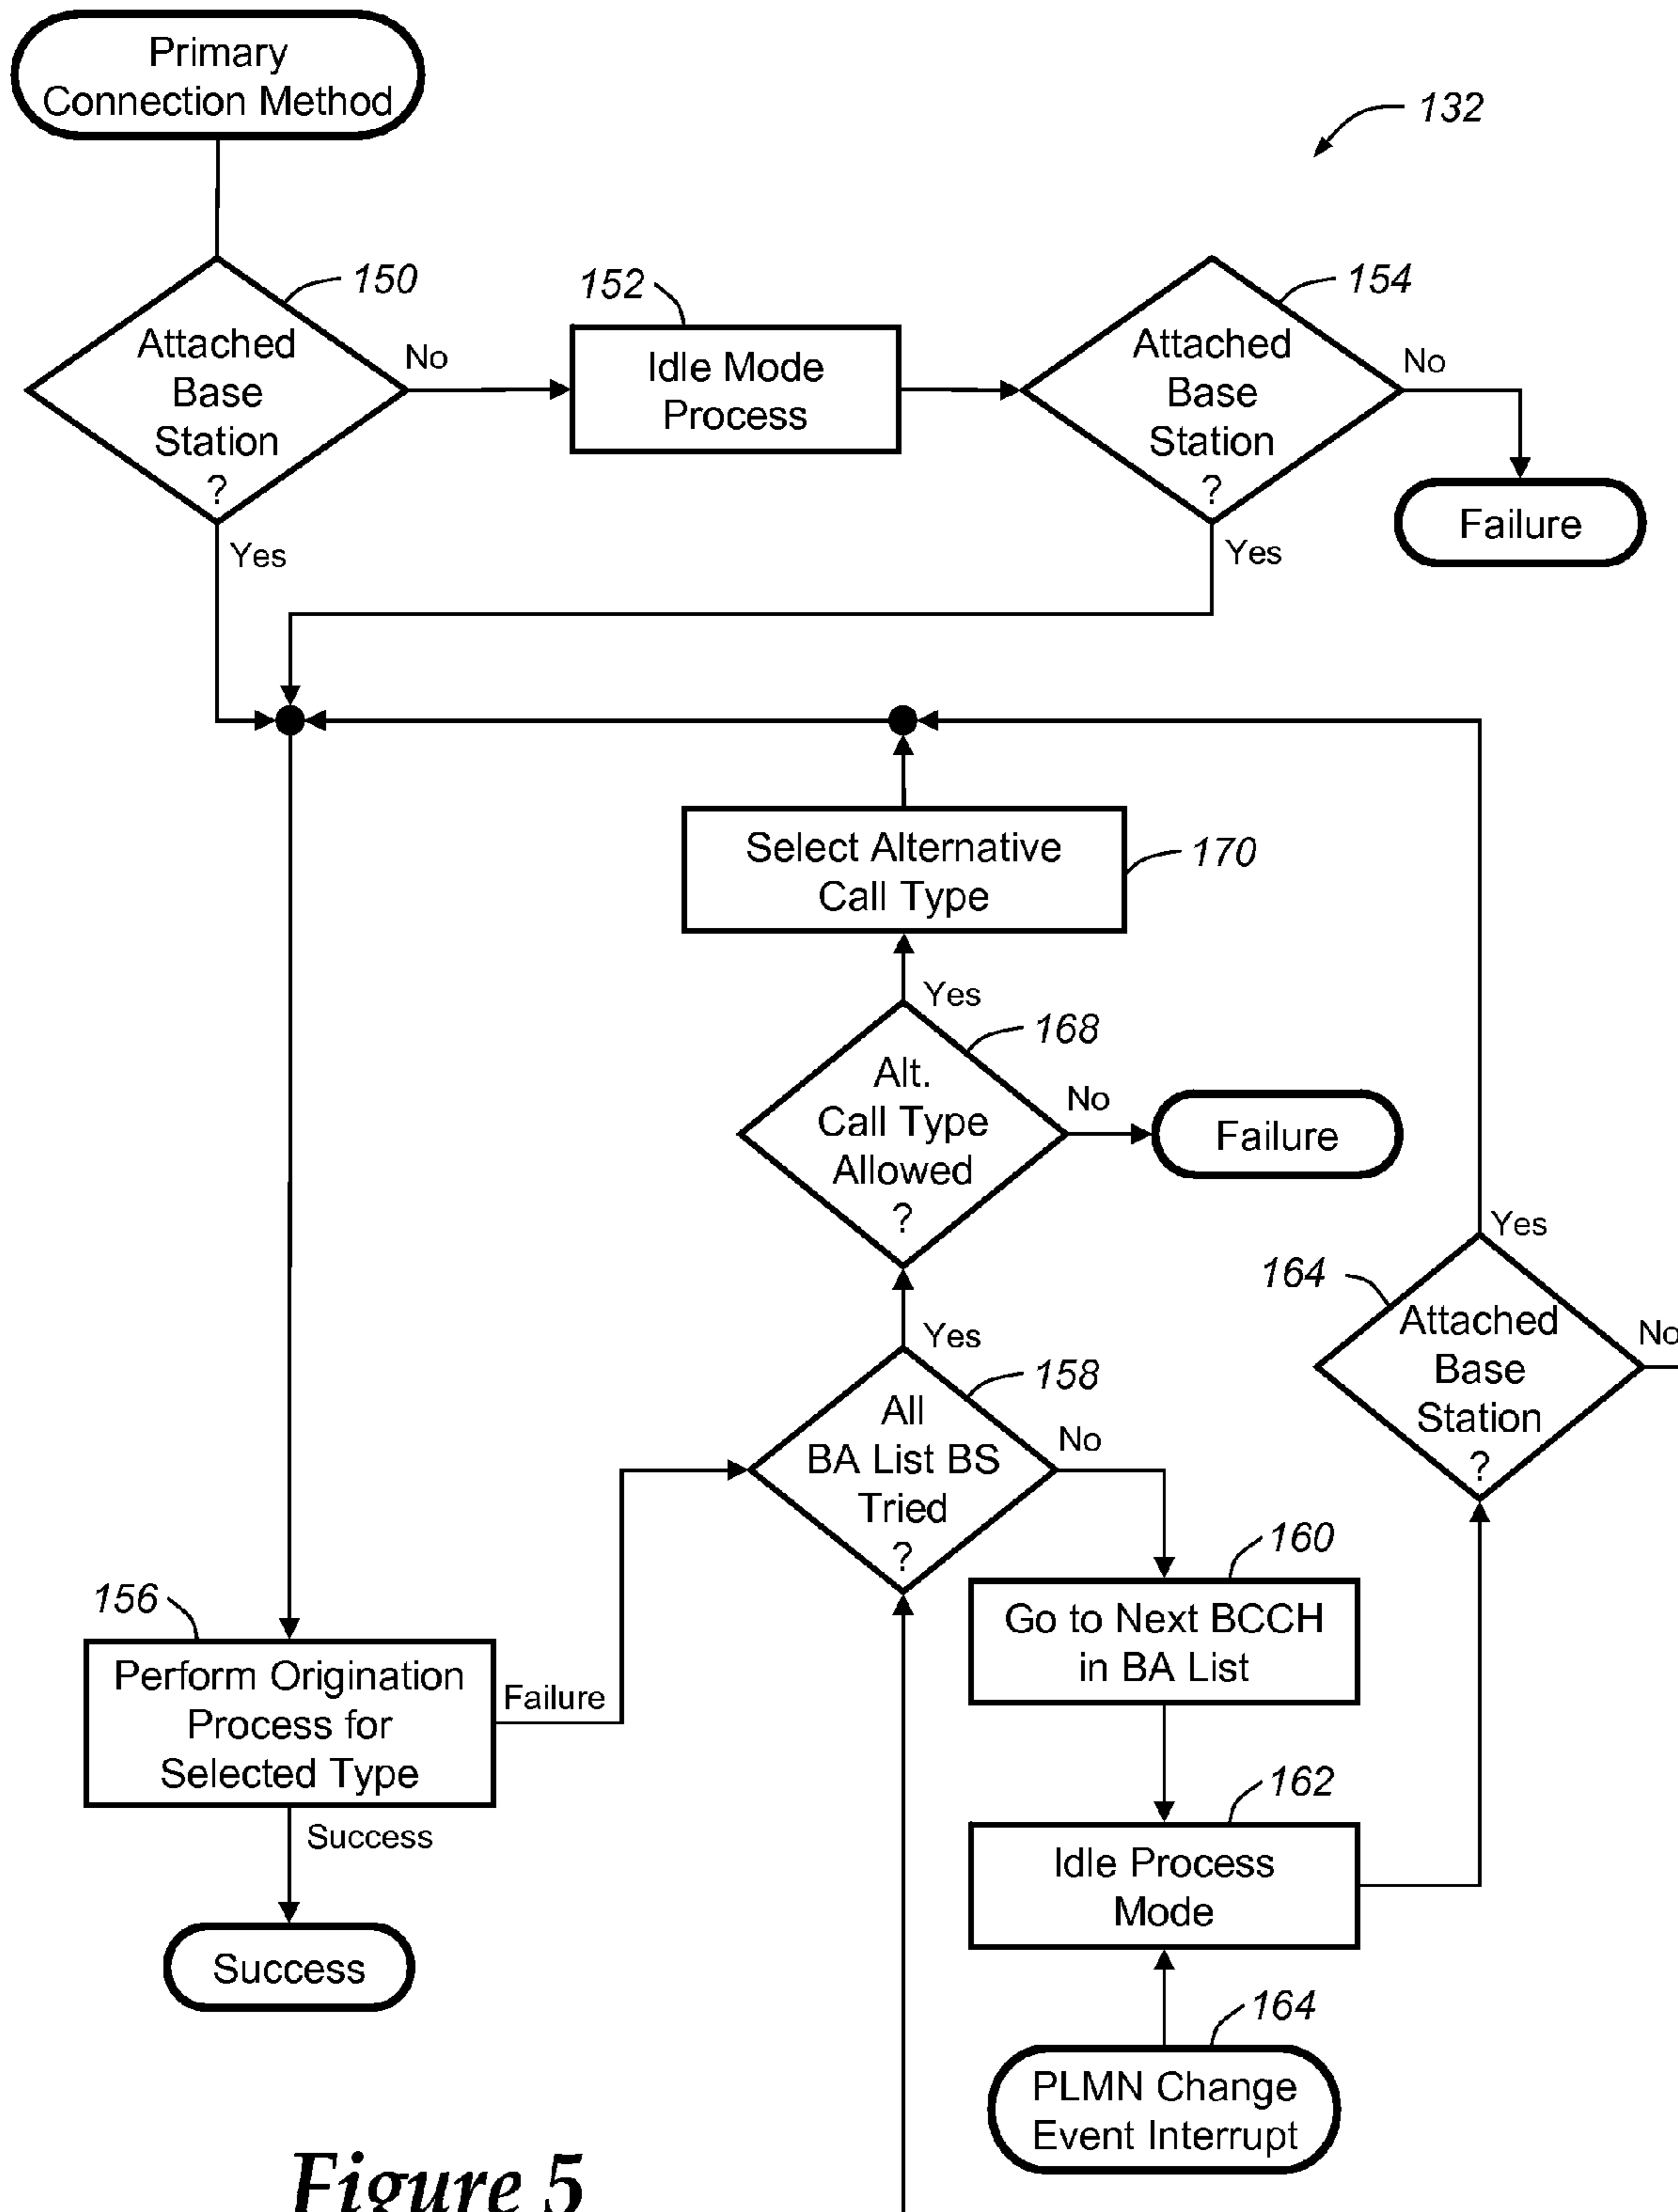 Primary
Connection Method
132
150
Attached
Base
Station
?
No
Yes
152
Idle Mode
Process
154
Attached
Base
Station
?
No
Yes
Failure
Select Alternative
Call Type
170
Yes
168
Alt.
Call Type
Allowed
?
No
Failure
Yes
164
Attached
Base
Station
?
No
Yes
158
All
BA List BS
Tried
?
No
160
Go to Next BCCH
in BA List
156
Perform Origination
Process for
Selected Type
Failure
Success
Success
162
Idle Process
Mode
164
PLMN Change
Event Interrupt
Figure 5